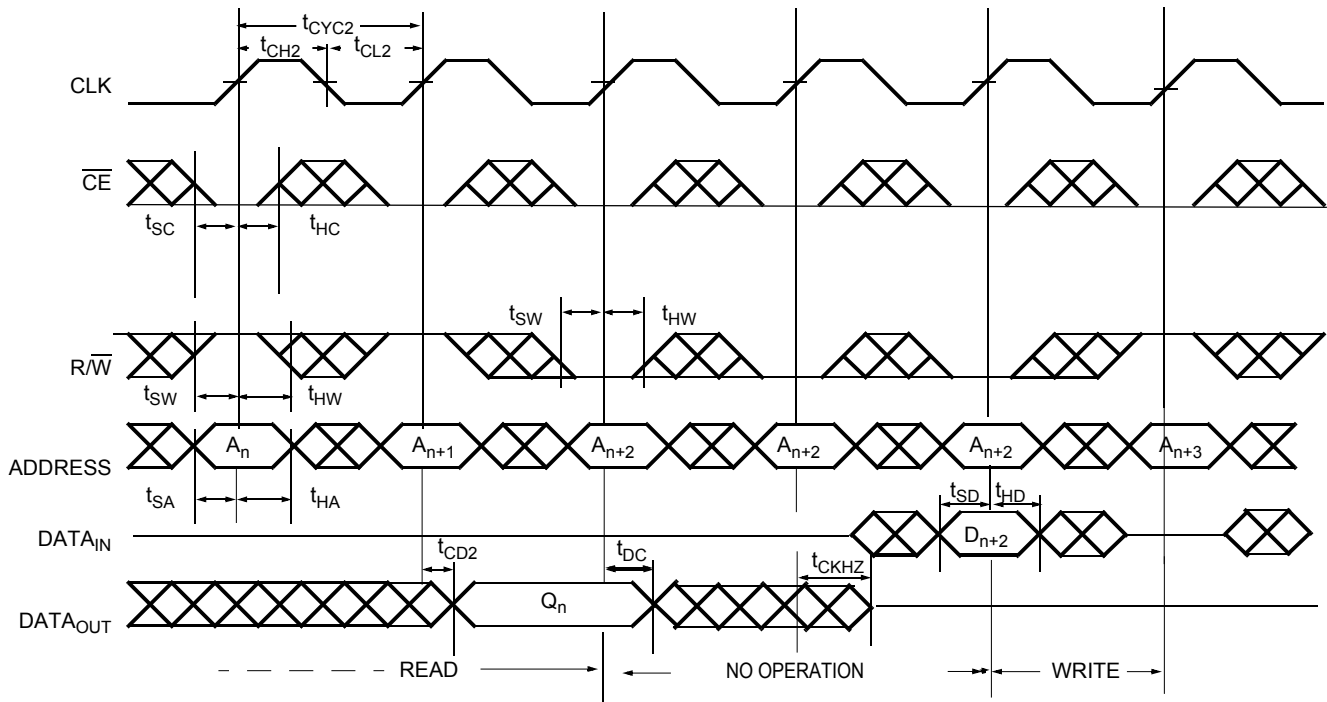 tCYC2
tCH2 tCL2
CLK
CE
tSC tHC
tSW tHW
R/W
tSW tHW
An An+1 An+2 An+2 An+2 An+3
ADDRESS
tSA tHA tSD tHD
DATAIN Dn+2
tCD2 tDC tCKHZ
Qn
DATAOUT
READ NO OPERATION WRITE